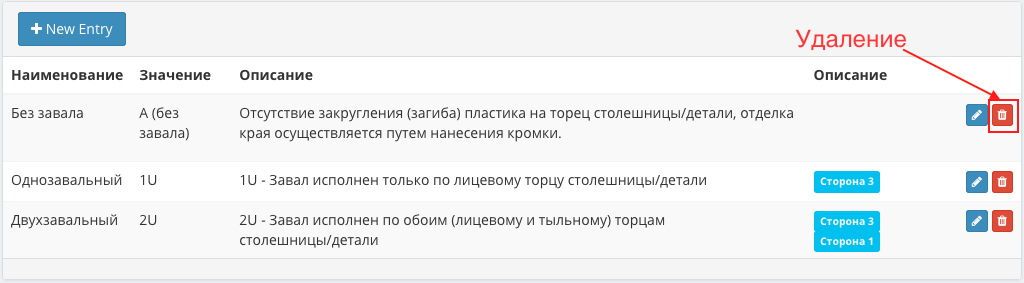 New Entry
Удаление
Наименование Значение Описание Описание
Без завала А (без завала) Отсутствие закругления (загиба) пластика на торец столешницы/детали, отделка
края осуществляется путем нанесения кромки.
Однозавальный 1U 1U - Завал исполнен только по лицевому торцу столешницы/детали Сторона 3
Двухзавальный 2U 2U - Завал исполнен по обоим (лицевому и тыльному) торцам Сторона 3
столешницы/детали Сторона 1